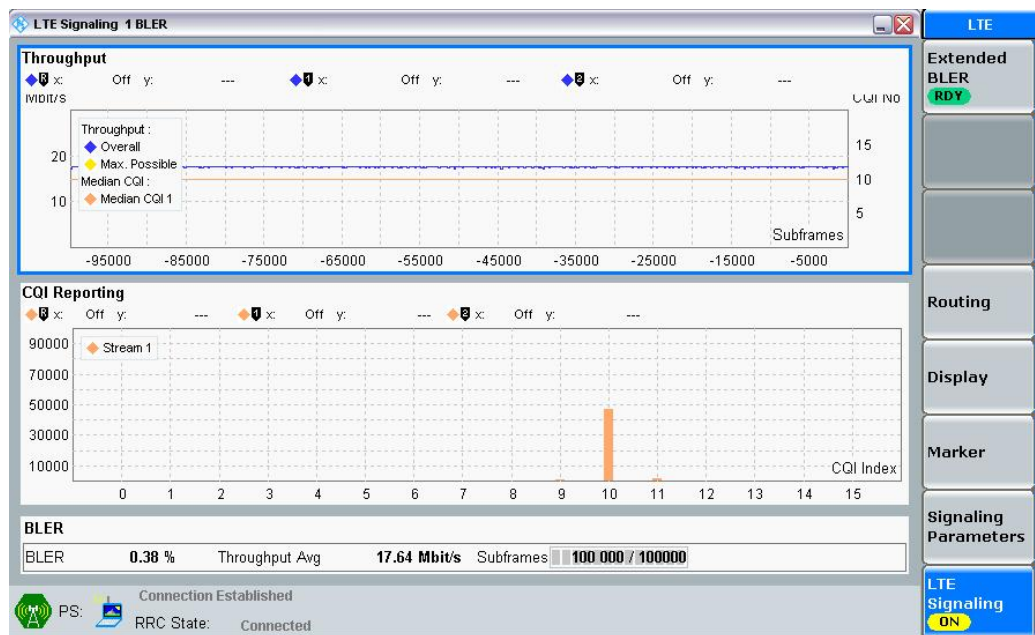 LTE Signaling 1 BLER
LTE
Throughput
R x: Off y: --- 1 x: Off y: --- 2 x: Off y: ---
Mbit/s CQI No
Throughput :
Overall
Max. Possible
Median CQI :
Median CQI 1
20
10
15
10
5
Subframes
-95000 -85000 -75000 -65000 -55000 -45000 -35000 -25000 -15000 -5000
CQI Reporting
R x: Off y: --- 1 x: Off y: --- 2 x: Off y: ---
90000
70000
50000
30000
10000
Stream 1
CQI Index
0 1 2 3 4 5 6 7 8 9 10 11 12 13 14 15
BLER
BLER 0.38 % Throughput Avg 17.64 Mbit/s Subframes 100 000 / 100000
PS: Connection Established
RRC State: Connected
Extended
BLER
RDY
Routing
Display
Marker
Signaling
Parameters
LTE
Signaling
ON